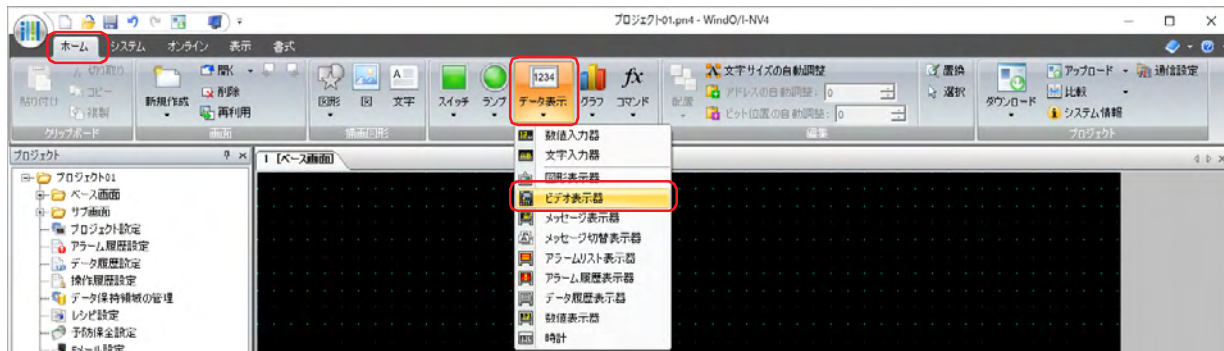 プロジェクト01.pn4 - WindO/I-NV4
ホーム システム オンライン 表示 書式
貼り付け 切り取り コピー 複製
クリップボード
新規作成 開く 削除 再利用
画面
図形 図 文字
描画図形
スイッチ ランプ データ表示 グラフ コマンド
1234
fx
配置 文字サイズの自動調整
アドレスの自動調整: 0
ビット位置の自動調整: 0
置換
選択
編集
ダウンロード アップロード 通信設定
比較
システム情報
プロジェクト
プロジェクト
1 [ベース画面]
プロジェクト01
ベース画面
サブ画面
プロジェクト設定
アラーム履歴設定
データ履歴設定
操作履歴設定
データ保持領域の管理
レシピ設定
予防保全設定
Eメール設定
数値入力器
文字入力器
図形表示器
ビデオ表示器
メッセージ表示器
メッセージ切替表示器
アラームリスト表示器
アラーム履歴表示器
データ履歴表示器
数値表示器
時計